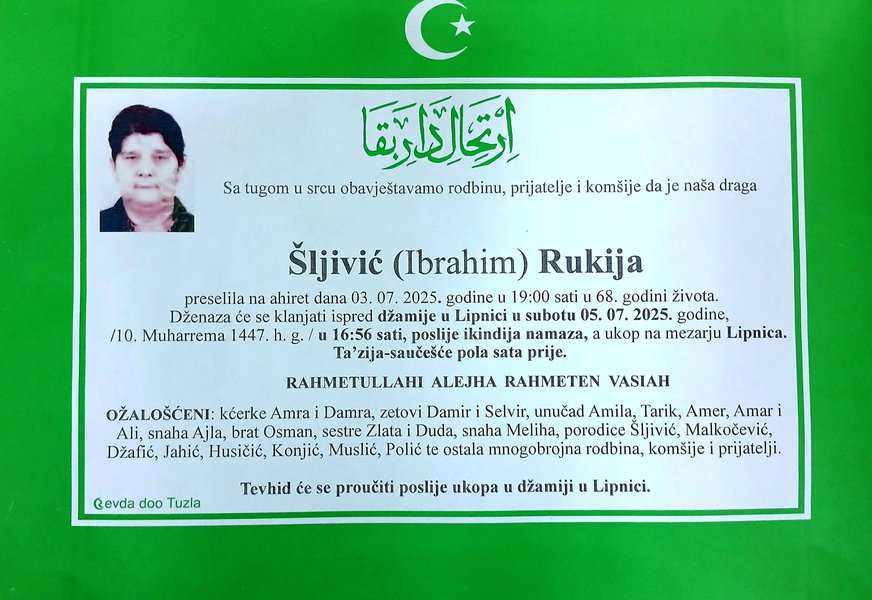 اِرْتِحَالِ دَارِ بَقَا
Sa tugom u srcu obavještavamo rodbinu, prijatelje i komšije da je naša draga
Šljivić (Ibrahim) Rukija
preselila na ahiret dana 03. 07. 2025. godine u 19:00 sati u 68. godini života.
Dženaza će se klanjati ispred džamije u Lipnici u subotu 05. 07. 2025. godine,
/10. Muharrema 1447. h. g. / u 16:56 sati, poslije ikindija namaza, a ukop na mezarju Lipnica.
Ta’zija-saučešće pola sata prije.
RAHMETULLAHI ALEJHA RAHMETEN VASIAH
OŽALOŠĆENI: kćerke Amra i Damra, zetovi Damir i Selvir, unučad Amila, Tarik, Amer, Amar i
Ali, snaha Ajla, brat Osman, sestre Zlata i Duda, snaha Meliha, porodice Šljivić, Malkočević,
Džafić, Jahić, Husičić, Konjić, Muslić, Polić te ostala mnogobrojna rodbina, komšije i prijatelji.
Tevhid će se proučiti poslije ukopa u džamiji u Lipnici.
evda doo Tuzla